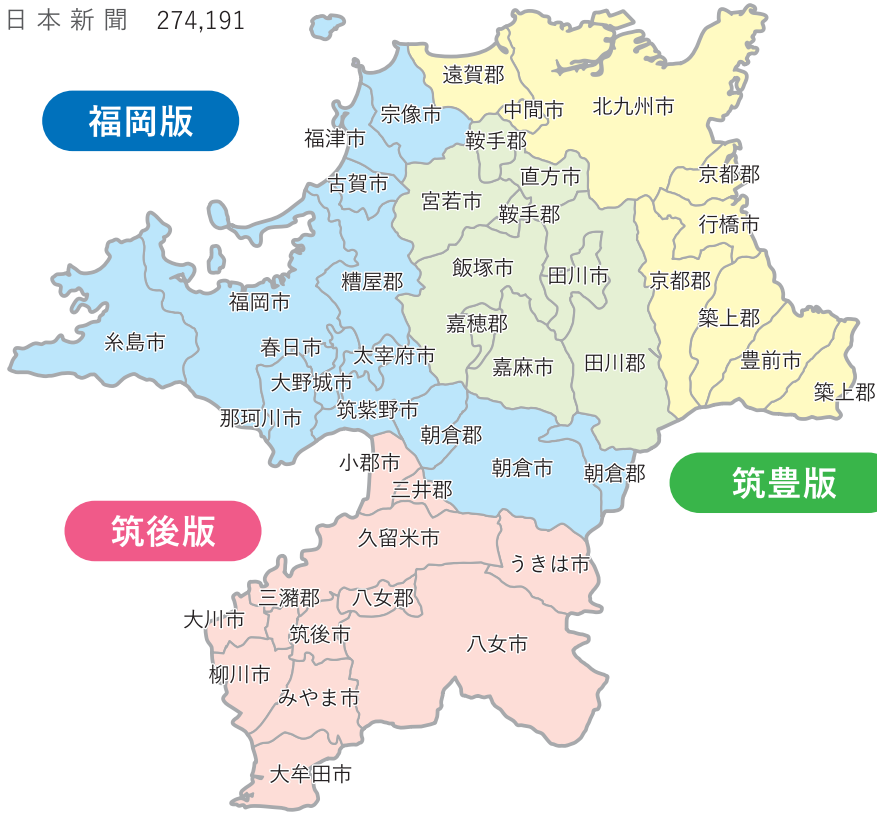 日本新聞 274,191
福岡版
遠賀郡
中間市
北九州市
宗像市
福津市
鞍手郡
古賀市
直方市
京都郡
宮若市
鞍手郡
行橋市
糟屋郡
飯塚市
田川市
京都郡
福岡市
嘉穂郡
築上郡
糸島市
春日市
太宰府市
嘉麻市
田川郡
豊前市
大野城市
築上郡
那珂川市
筑紫野市
朝倉郡
小郡市
朝倉市
朝倉郡
三井郡
筑豊版
筑後版
久留米市
うきは市
三瀦郡
八女郡
大川市
筑後市
八女市
柳川市
みやま市
大牟田市